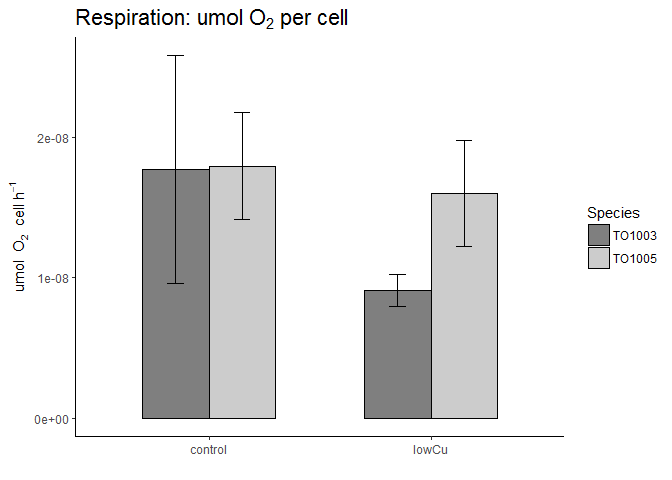 Respiration: umol O₂ per cell
umol O₂ cell h⁻¹
2e-08
1e-08
0e+00
control
lowCu
Species
TO1003
TO1005